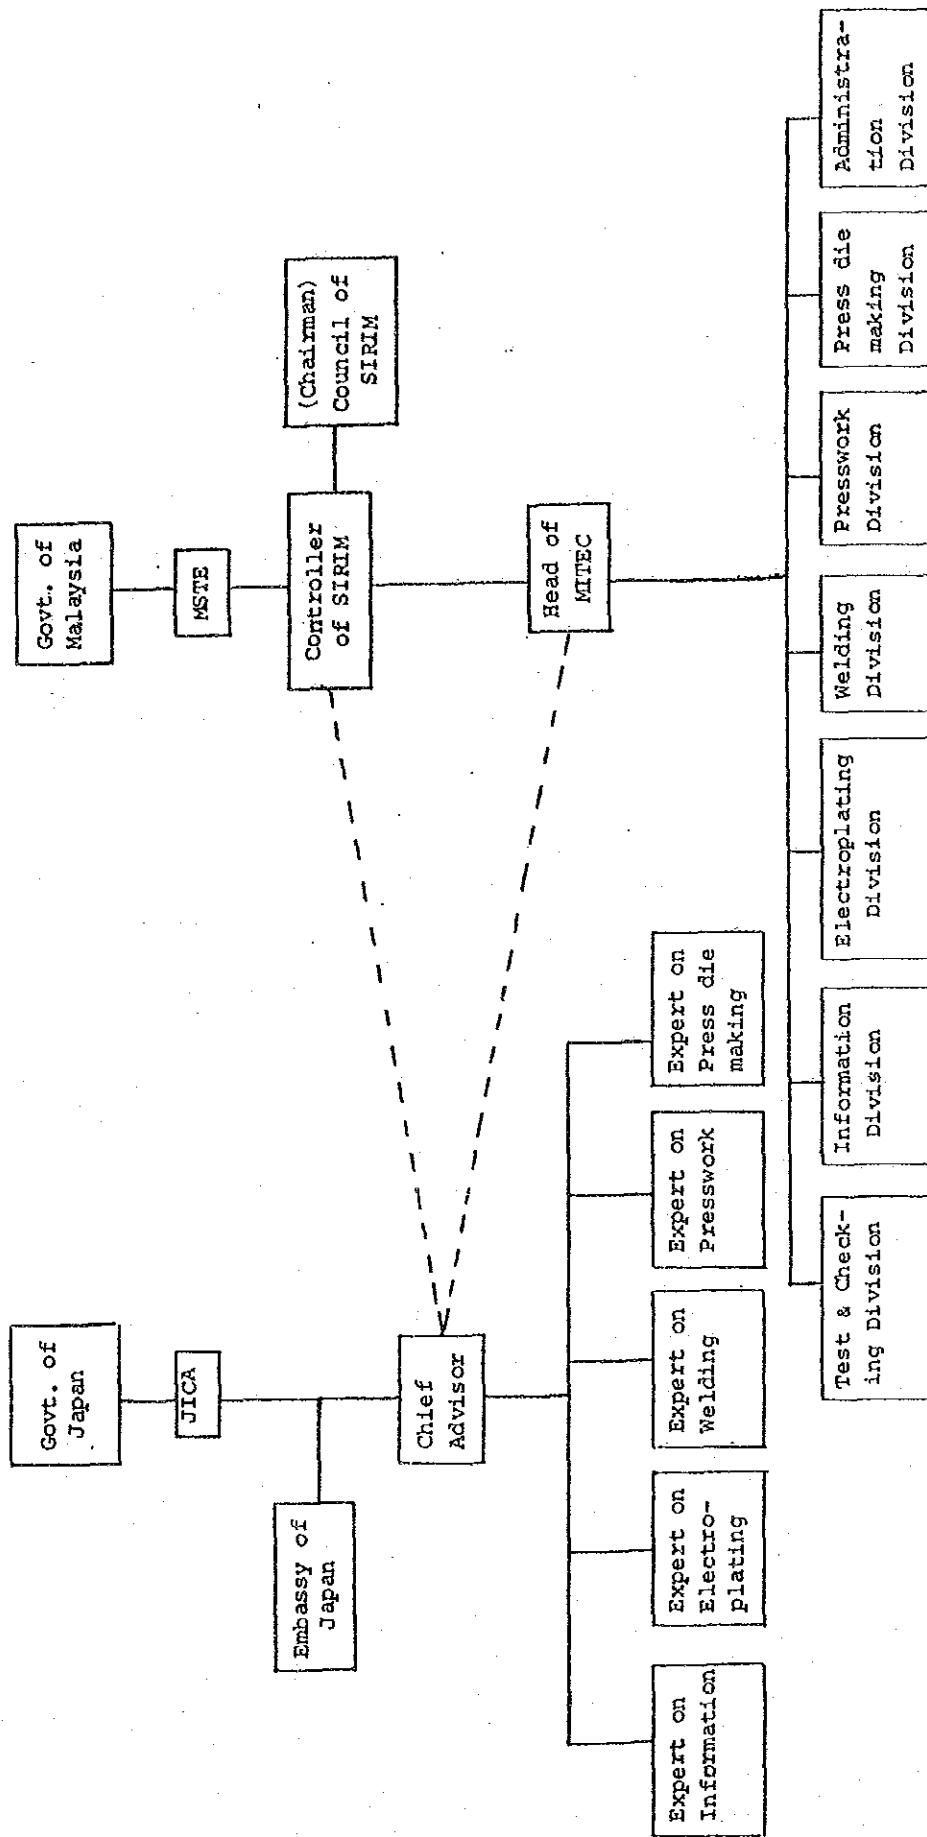 Govt. of
Japan
JICA
Embassy of
Japan
Chief
Advisor
Expert on
Information
Expert on
Electro-
plating
Expert on
Welding
Expert on
Presswork
Expert on
Press die
making
Govt. of
Malaysia
MSTE
Controller
of SIRIM
(Chairman)
Council of
SIRIM
Head of
MITEC
Test & Check-
ing Division
Information
Division
Electroplating
Division
Welding
Division
Presswork
Division
Press die
making
Division
Administra-
tion
Division